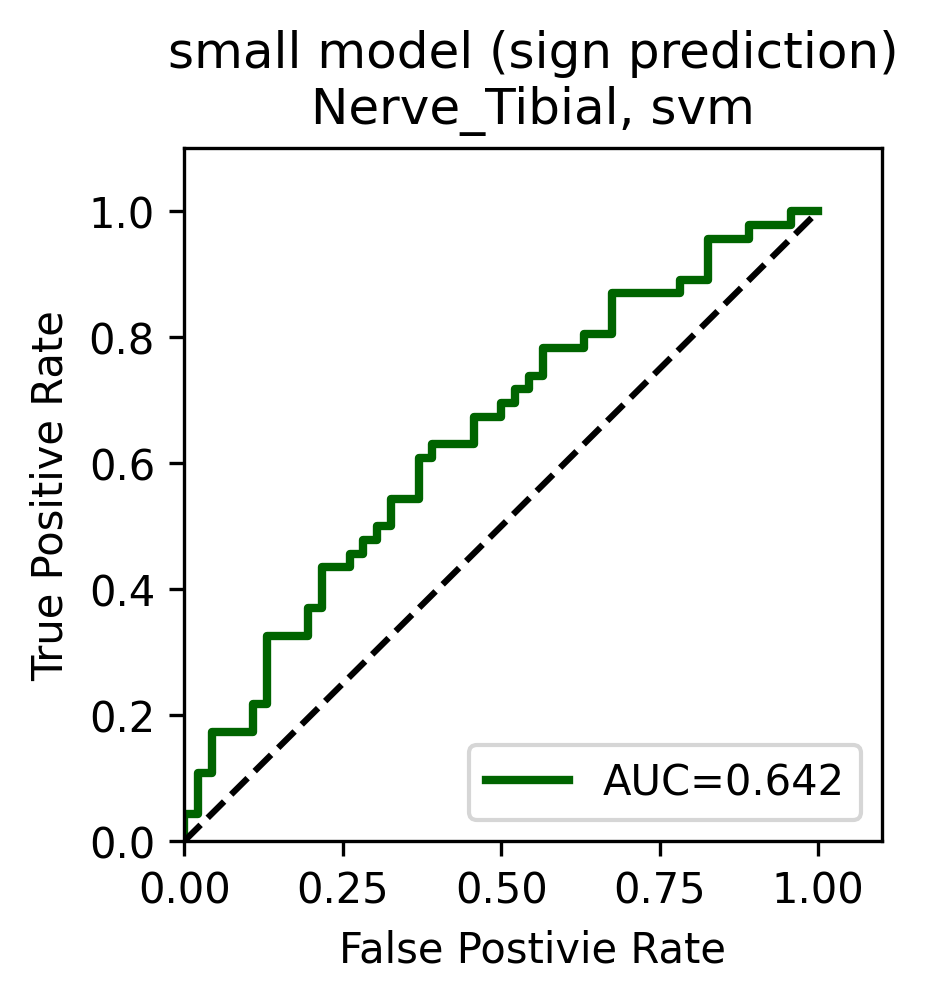 small model (sign prediction)
Nerve_Tibial, svm
True Positive Rate
1.0
0.8
0.6
0.4
0.2
0.0
AUC=0.642
0.00 0.25 0.50 0.75 1.00
False Postivie Rate